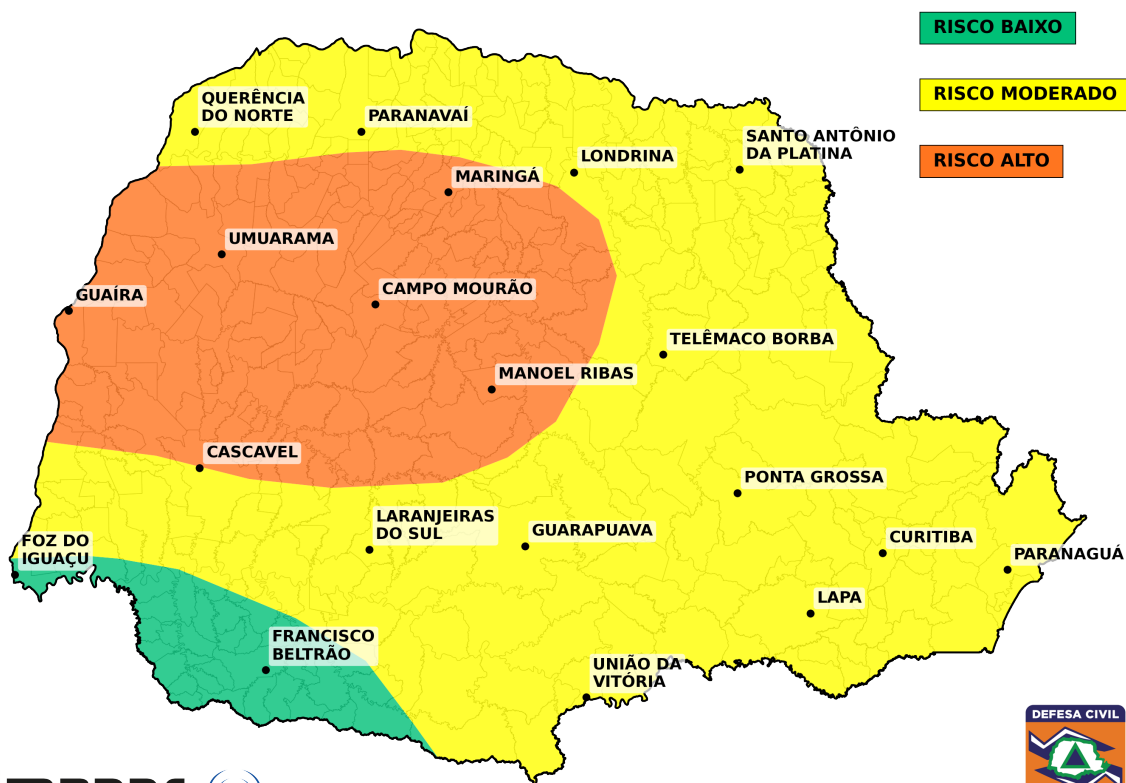 RISCO BAIXO
RISCO MODERADO
RISCO ALTO
QUERÊNCIA
DO NORTE
PARANAVAÍ
SANTO ANTÔNIO
DA PLATINA
LONDRINA
MARINGÁ
UMUARAMA
CAMPO MOURÃO
GUAÍRA
TELÊMACO BORBA
MANOEL RIBAS
CASCAVEL
PONTA GROSSA
LARANJEIRAS
DO SUL
GUARAPUAVA
CURITIBA
FOZ DO
IGUAÇU
PARANAGUÁ
LAPA
FRANCISCO
BELTRÃO
UNIÃO DA
VITÓRIA
DEFESA CIVIL